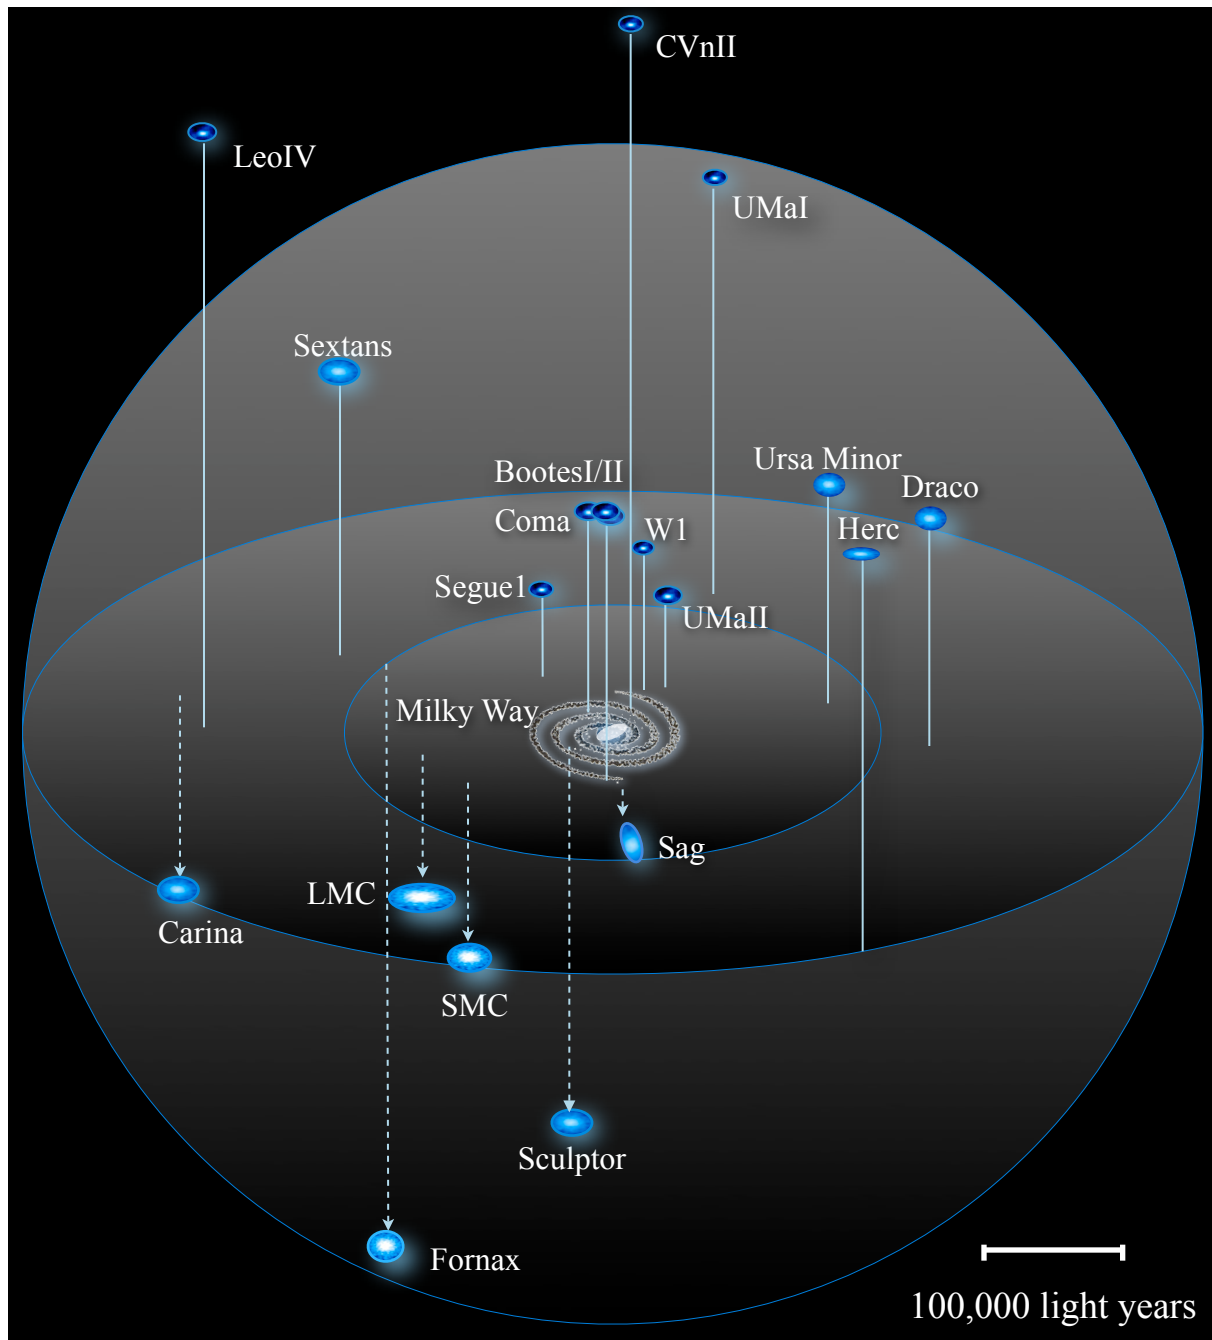 CVnII
LeoIV
UMaI
Sextans
BootesI/II
Ursa Minor
Draco
Coma
W1
Herc
Segue1
UMaII
Milky Way
Sag
LMC
Carina
SMC
Sculptor
Fornax
100,000 light years